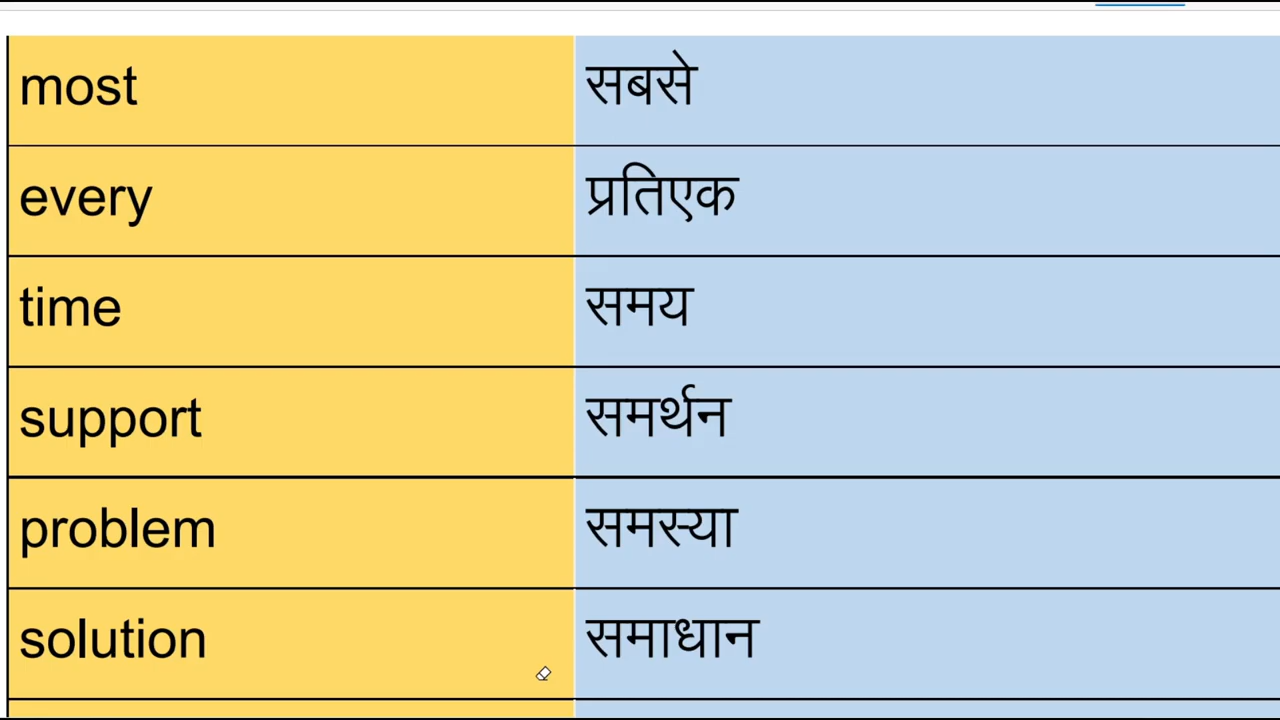 most सबसे
every प्रतिएक
time समय
support समर्थन
problem समस्या
solution समाधान